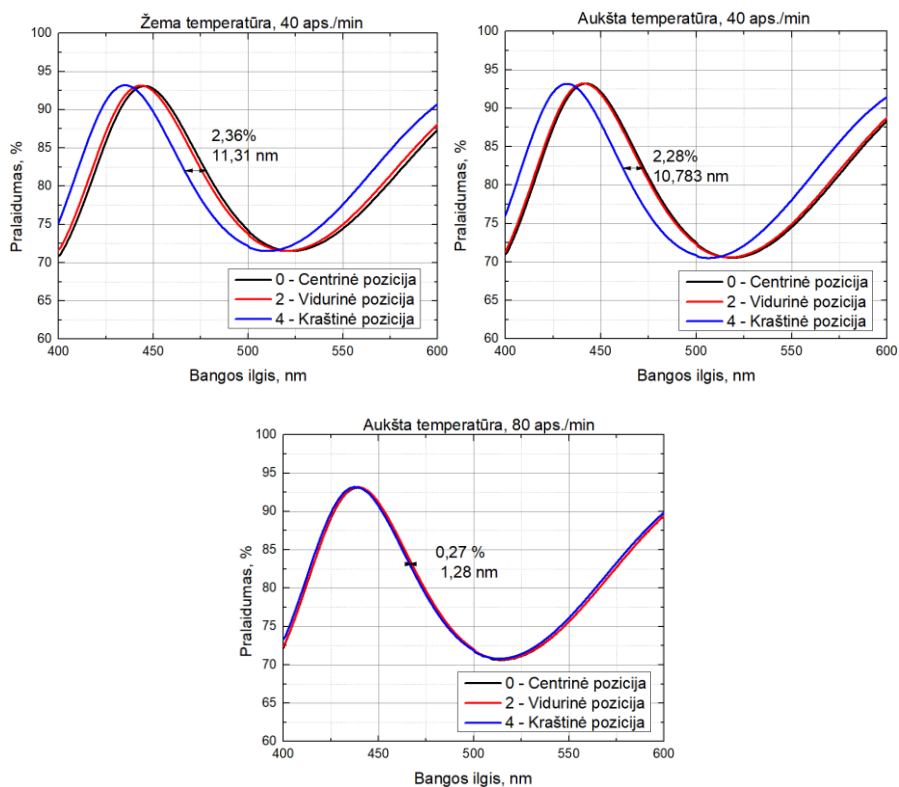 Žema temperatūra, 40 aps./min
100
95
90
85
80
75
70
65
60
Pralaidumas, %
2,36%
11,31 nm
0 - Centrinė pozicija
2 - Vidurinė pozicija
4 - Kraštinė pozicija
400 450 500 550 600
Bangos ilgis, nm
Aukšta temperatūra, 40 aps./min
100
95
90
85
80
75
70
65
60
Pralaidumas, %
2,28%
10,783 nm
0 - Centrinė pozicija
2 - Vidurinė pozicija
4 - Kraštinė pozicija
400 450 500 550 600
Bangos ilgis, nm
Aukšta temperatūra, 80 aps./min
100
95
90
85
80
75
70
65
60
Pralaidumas, %
0,27 %
1,28 nm
0 - Centrinė pozicija
2 - Vidurinė pozicija
4 - Kraštinė pozicija
400 450 500 550 600
Bangos ilgis, nm